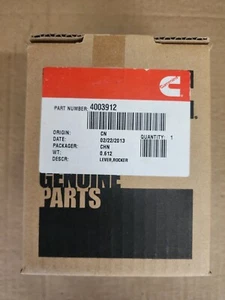 PART NUMBER: 4003912
ORIGIN: CN
DATE: 02/22/2013 QUANTITY: 1
PACKAGER: CHN
WT: 0.612
DESCR: LEVER,ROCKER
GENUINE
PARTS